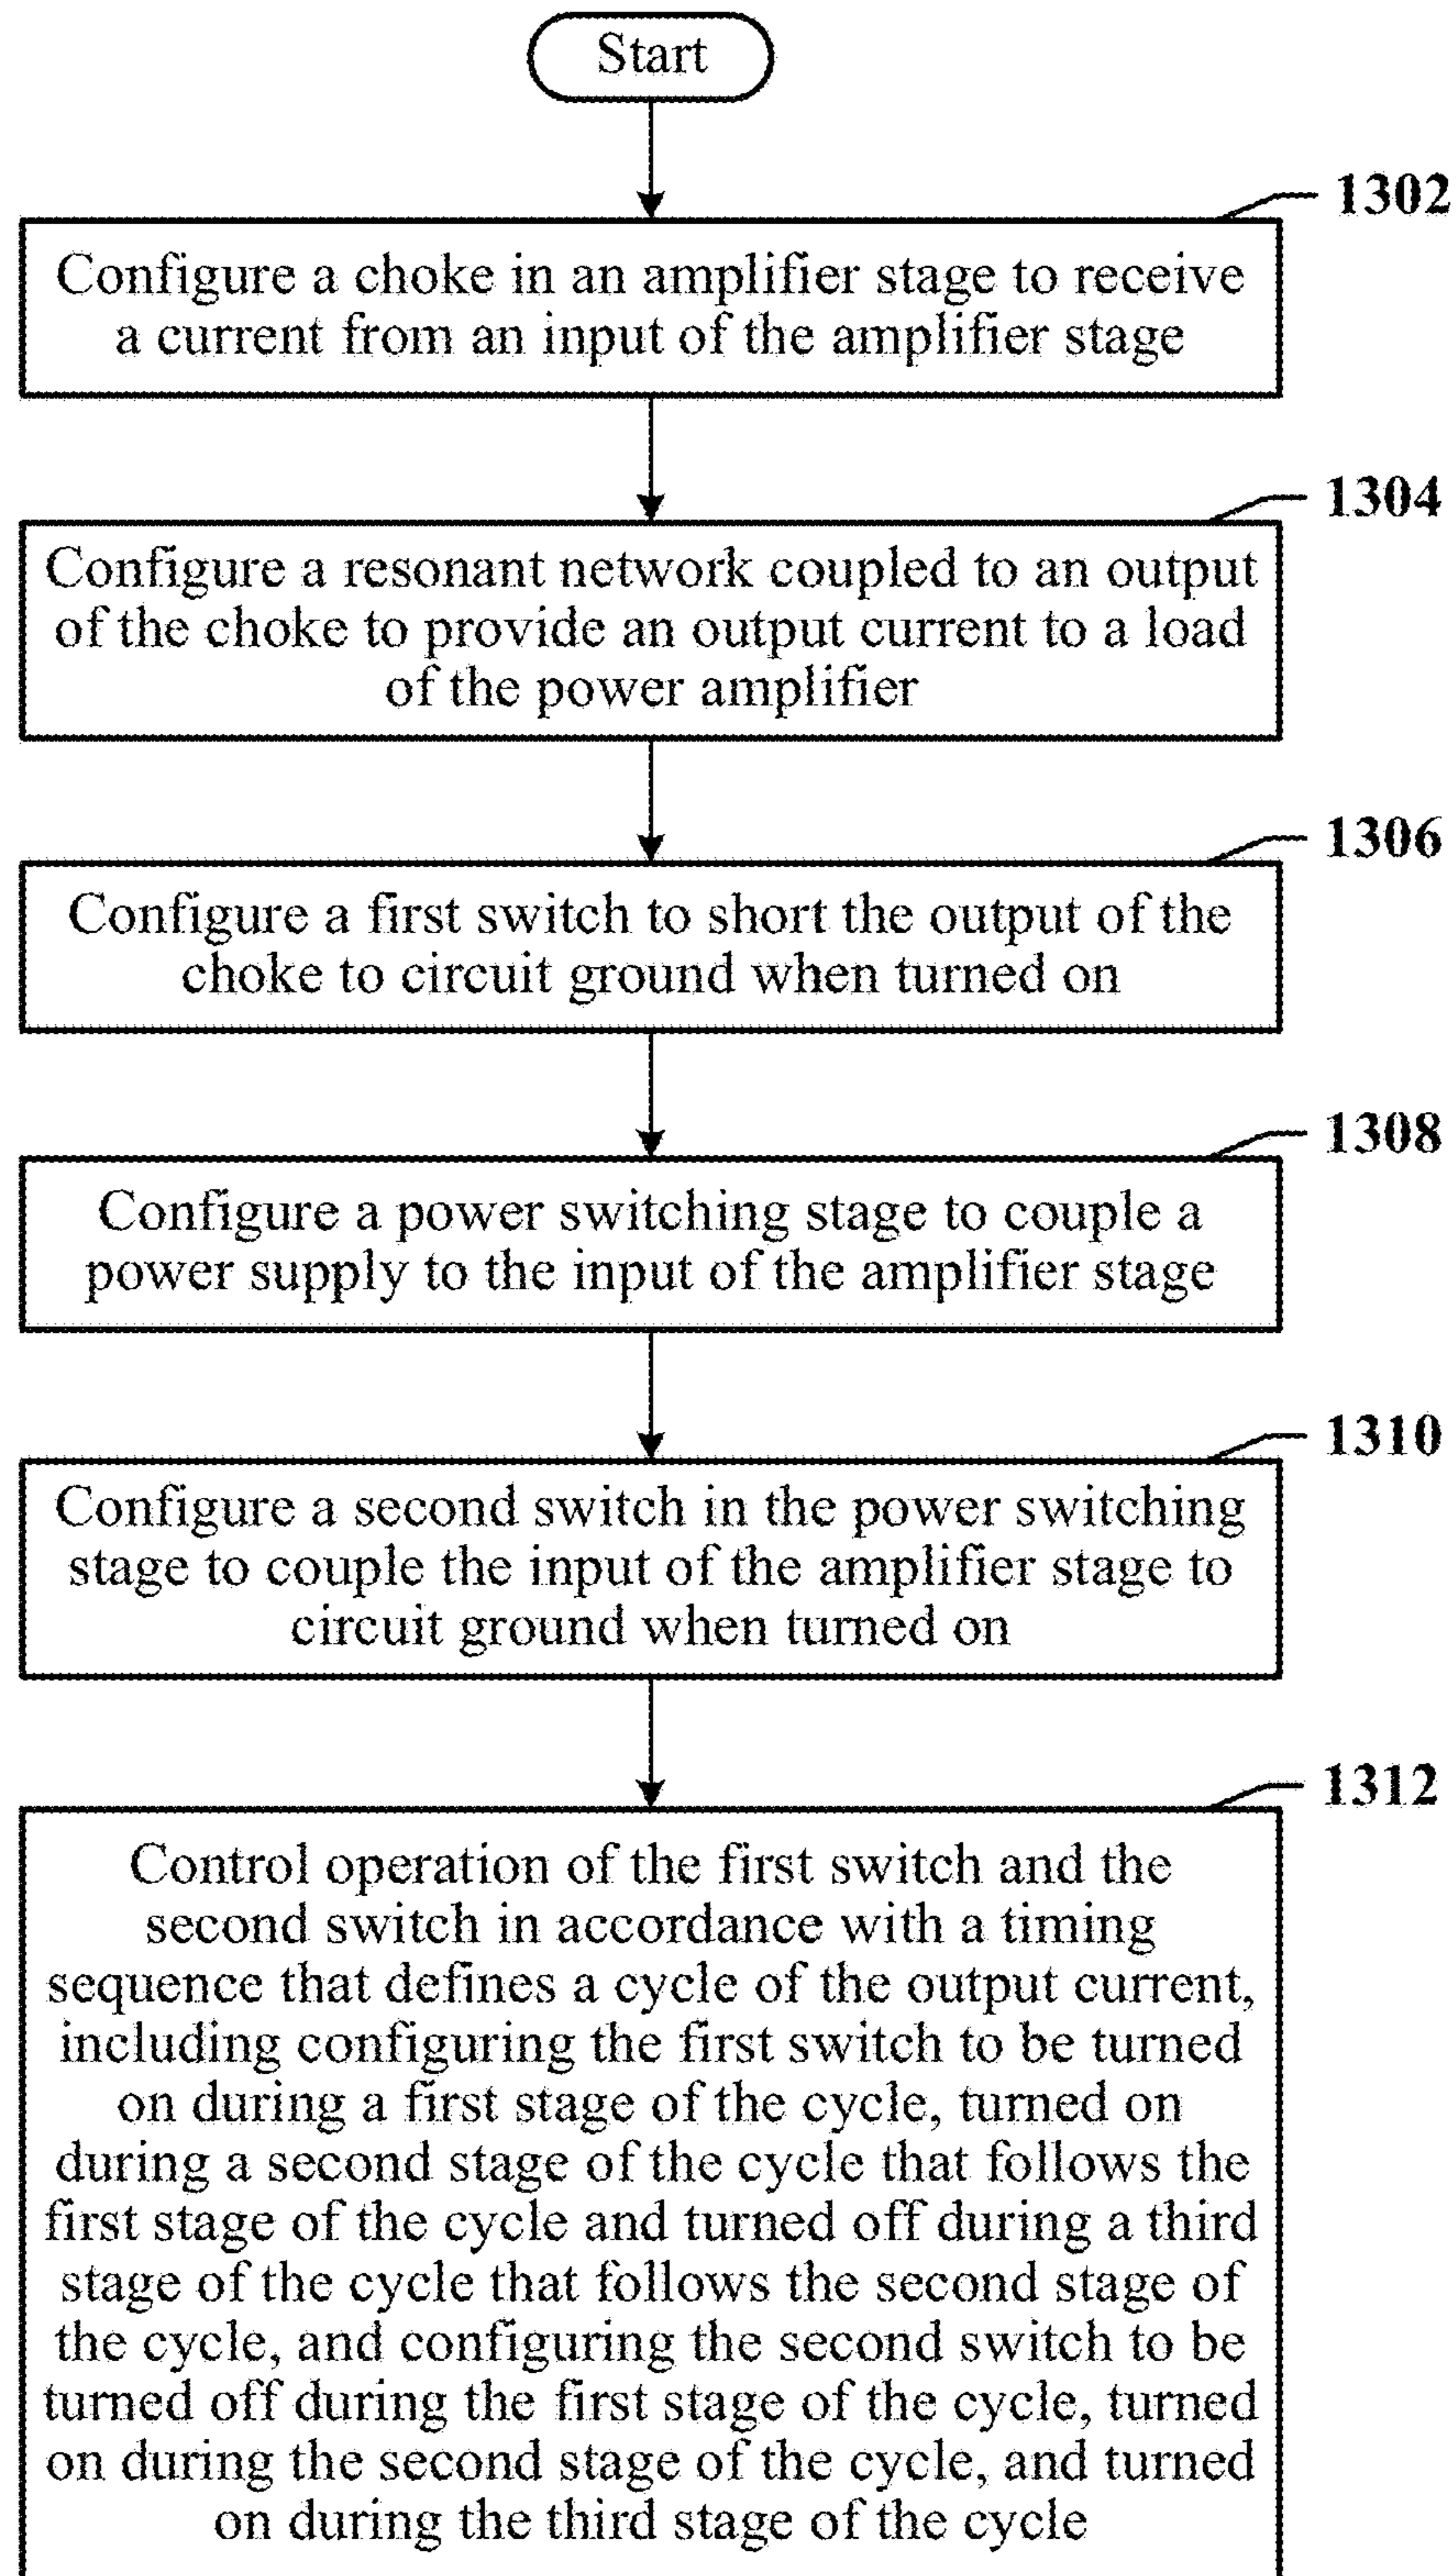 Start
1302
Configure a choke in an amplifier stage to receive
a current from an input of the amplifier stage
1304
Configure a resonant network coupled to an output
of the choke to provide an output current to a load
of the power amplifier
1306
Configure a first switch to short the output of the
choke to circuit ground when turned on
1308
Configure a power switching stage to couple a
power supply to the input of the amplifier stage
1310
Configure a second switch in the power switching
stage to couple the input of the amplifier stage to
circuit ground when turned on
1312
Control operation of the first switch and the
second switch in accordance with a timing
sequence that defines a cycle of the output current,
including configuring the first switch to be turned
on during a first stage of the cycle, turned on
during a second stage of the cycle that follows the
first stage of the cycle and turned off during a third
stage of the cycle that follows the second stage of
the cycle, and configuring the second switch to be
turned off during the first stage of the cycle, turned
on during the second stage of the cycle, and turned
on during the third stage of the cycle